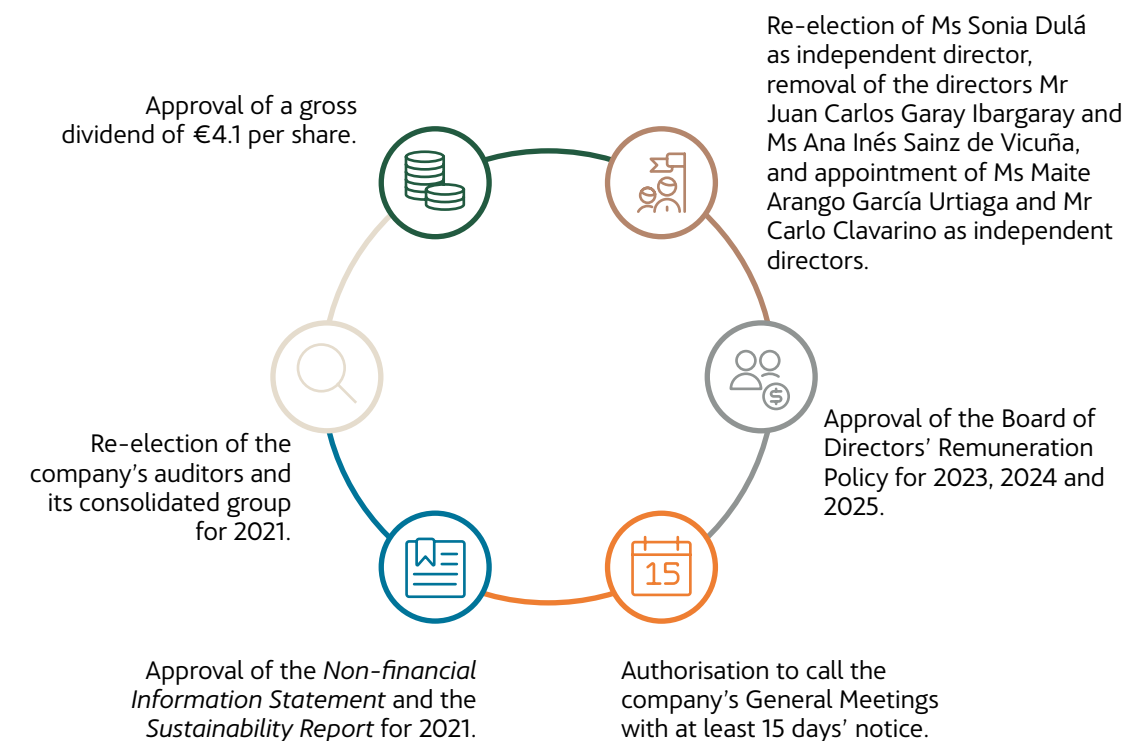 Approval of a gross
dividend of €4.1 per share.
Re-election of Ms Sonia Dulá
as independent director,
removal of the directors Mr
Juan Carlos Garay Ibargaray and
Ms Ana Inés Sainz de Vicuña,
and appointment of Ms Maite
Arango García Urtiaga and Mr
Carlo Clavarino as independent
directors.
$
Approval of the Board of
Directors’ Remuneration
Policy for 2023, 2024 and
2025.
Re-election of the
company’s auditors and
its consolidated group
for 2021.
15
Approval of the Non-financial
Information Statement and the
Sustainability Report for 2021.
Authorisation to call the
company’s General Meetings
with at least 15 days’ notice.